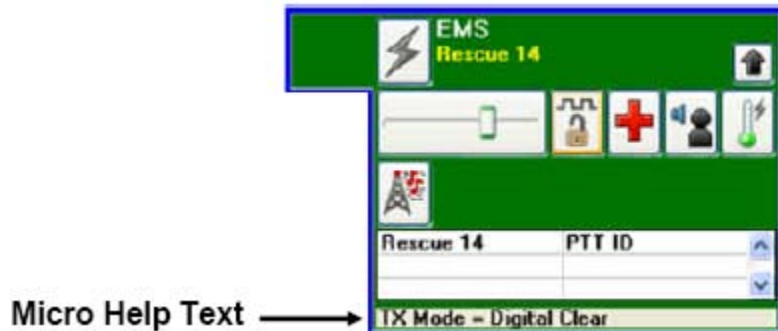 EMS
Rescue 14
Rescue 14 PTT ID
Micro Help Text
TX Mode – Digital Clear